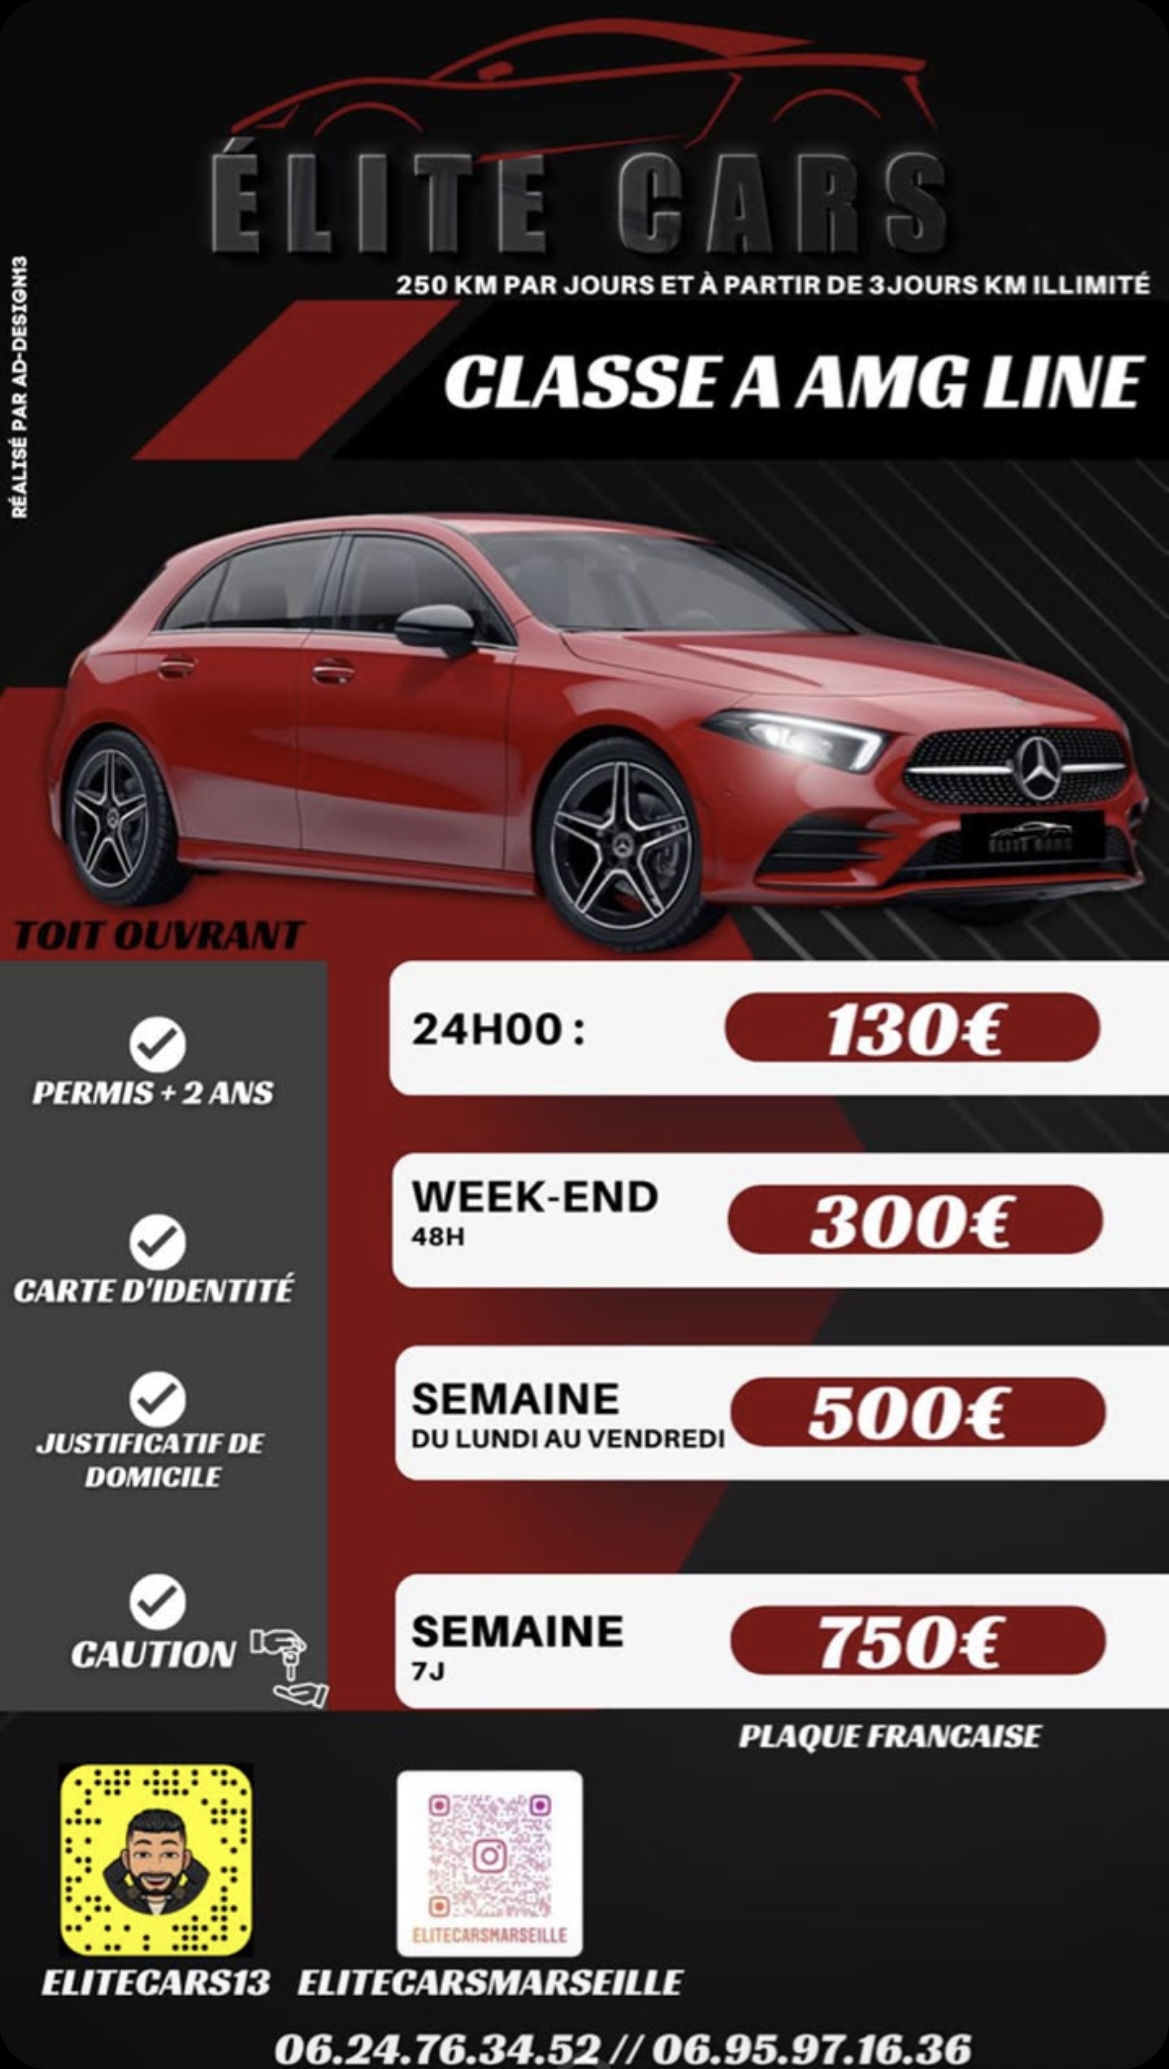 ÉLITE CARS
250 KM PAR JOURS ET À PARTIR DE 3JOURS KM ILLIMITÉ
RÉALISÉ PAR AD-DESIGN13
CLASSE A AMG LINE
ÉLITE CARS
TOIT OUVRANT
PERMIS + 2 ANS
CARTE D'IDENTITÉ
JUSTIFICATIF DE
DOMICILE
CAUTION
24H00 :
130€
WEEK-END
48H
300€
SEMAINE
DU LUNDI AU VENDREDI
500€
SEMAINE
7J
750€
PLAQUE FRANCAISE
ELITECARSMARSEILLE
ELITECARS13
ELITECARSMARSEILLE
06.24.76.34.52 // 06.95.97.16.36